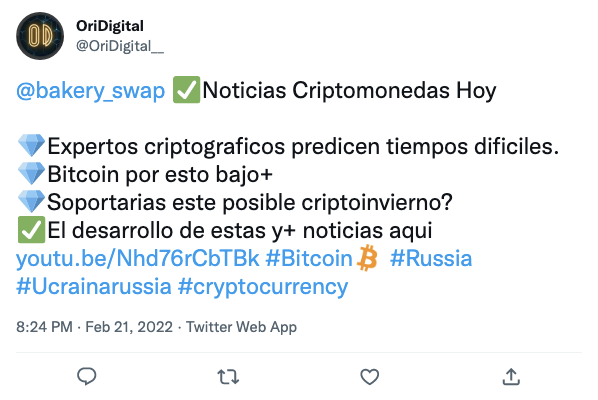 OriDigital
@OriDigital__
@bakery_swap ✅Noticias Criptomonedas Hoy
💎Expertos criptograficos predicen tiempos dificiles.
💎Bitcoin por esto bajo+
💎Soportarias este posible criptoinvierno?
✅El desarrollo de estas y+ noticias aqui
youtu.be/Nhd76rCbTBk #Bitcoin #Russia
#Ucrainarussia #cryptocurrency
8:24 PM · Feb 21, 2022 · Twitter Web App